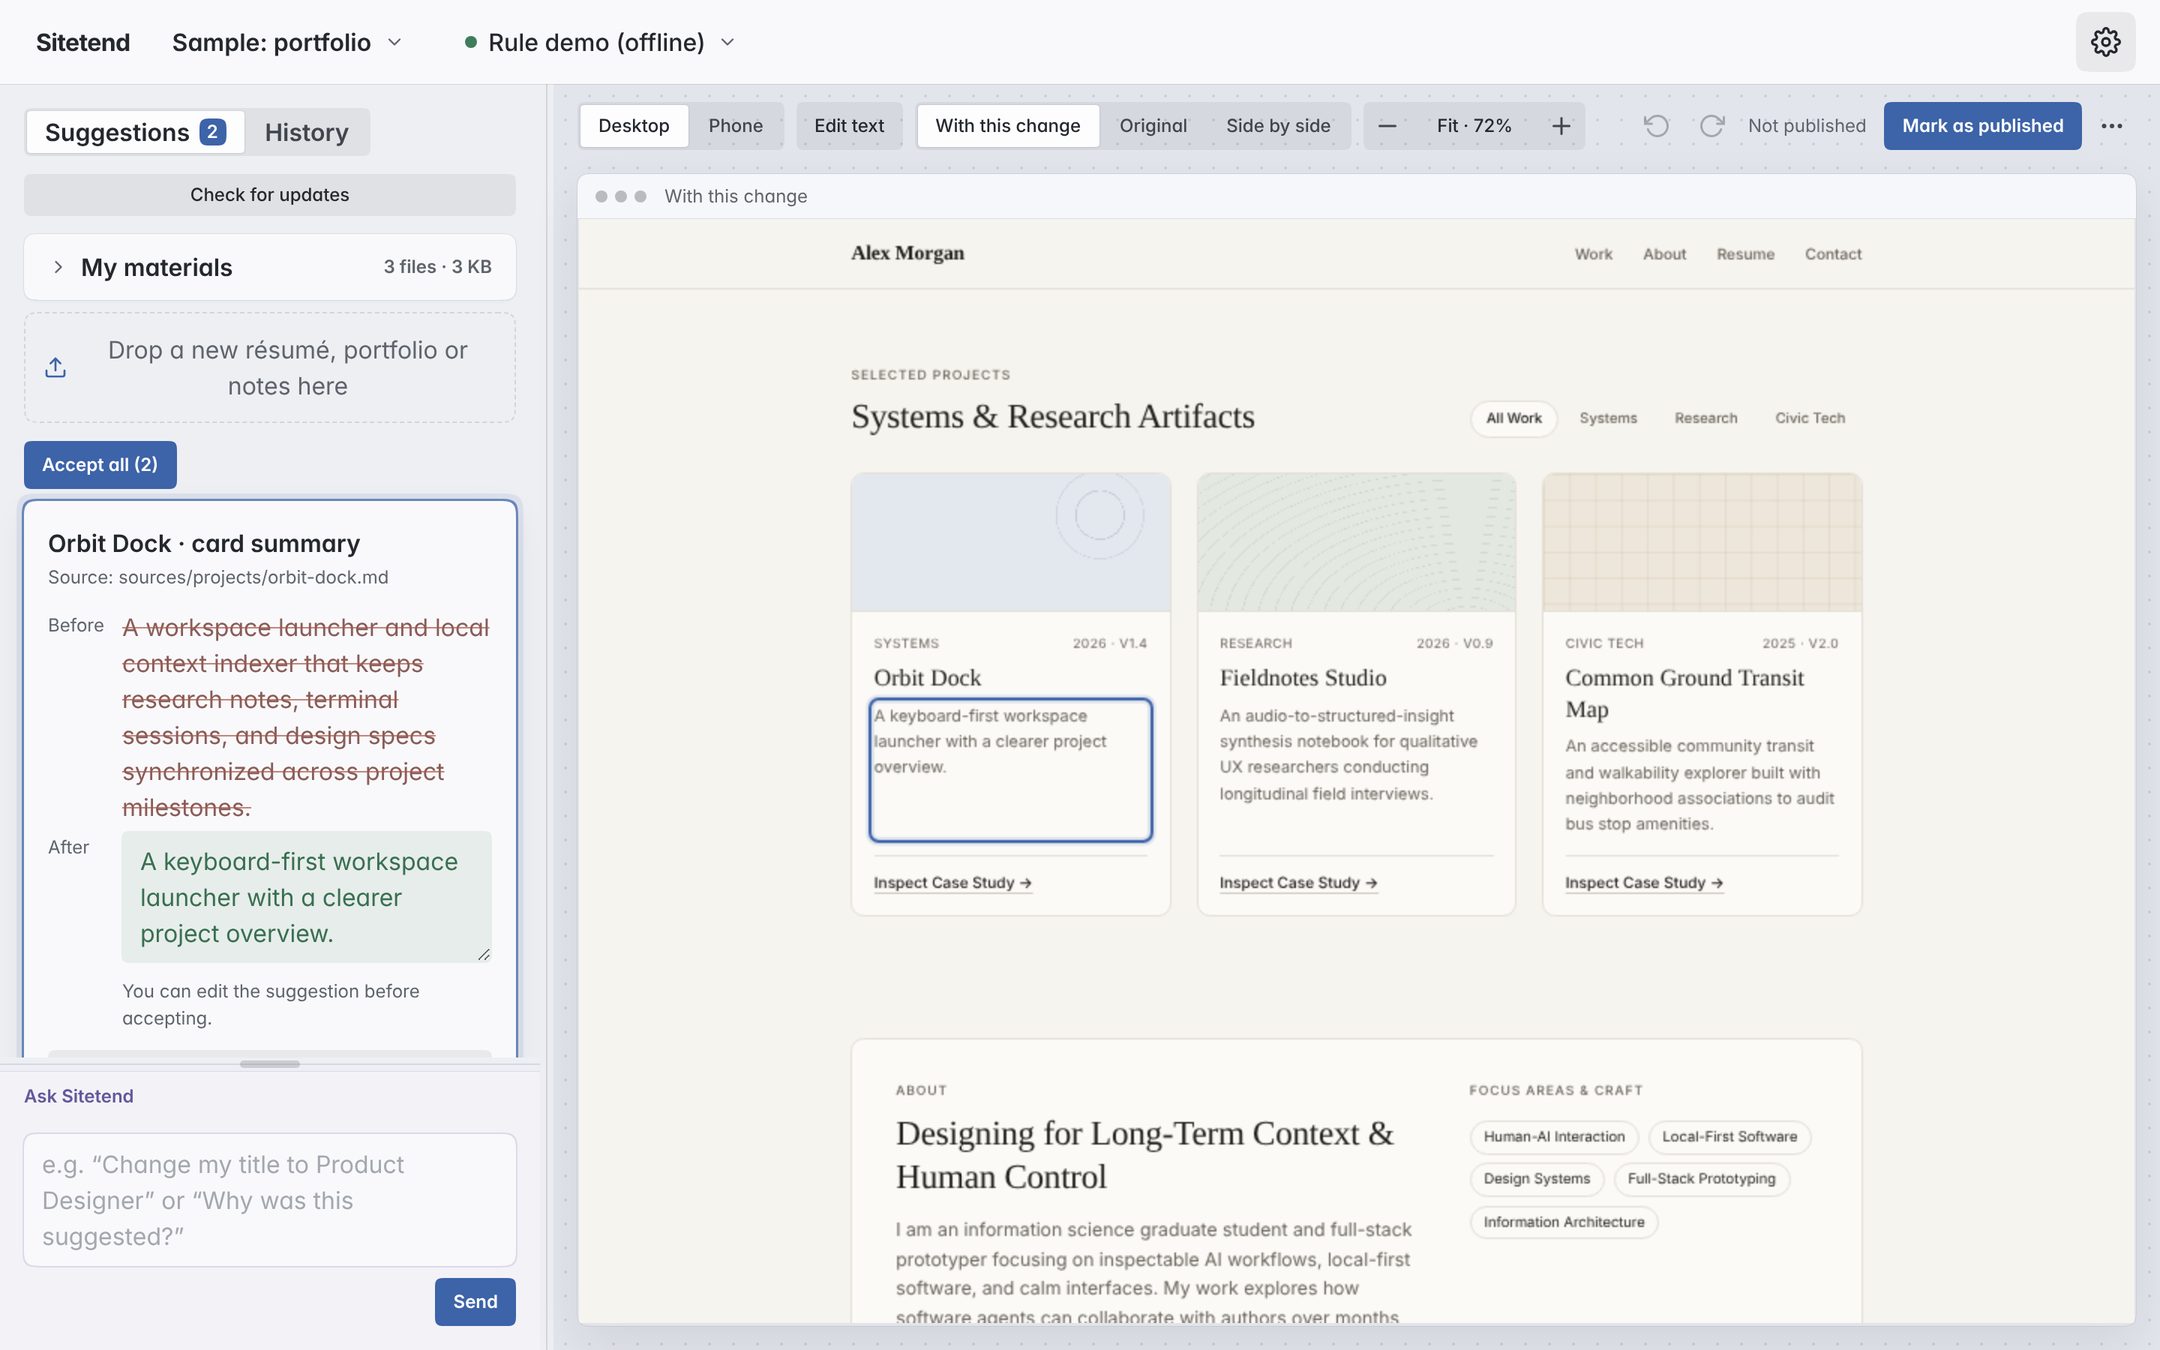 Sitetend
Sample: portfolio
Rule demo (offline)
Suggestions 2
History
Check for updates
My materials
3 files · 3 KB
Drop a new résumé, portfolio or
notes here
Accept all (2)
Orbit Dock · card summary
Source: sources/projects/orbit-dock.md
Before
A workspace launcher and local
context indexer that keeps
research notes, terminal
sessions, and design specs
synchronized across project
milestones.
After
A keyboard-first workspace
launcher with a clearer
project overview.
You can edit the suggestion before
accepting.
Ask Sitetend
e.g. “Change my title to Product
Designer” or “Why was this
suggested?”
Send
Desktop
Phone
Edit text
With this change
Original
Side by side
Fit · 72%
Not published
Mark as published
With this change
Alex Morgan
Work
About
Resume
Contact
SELECTED PROJECTS
Systems & Research Artifacts
All Work
Systems
Research
Civic Tech
SYSTEMS
2026 · V1.4
Orbit Dock
A keyboard-first workspace
launcher with a clearer project
overview.
Inspect Case Study →
RESEARCH
2026 · V0.9
Fieldnotes Studio
An audio-to-structured-insight
synthesis notebook for qualitative
UX researchers conducting
longitudinal field interviews.
Inspect Case Study →
CIVIC TECH
2025 · V2.0
Common Ground Transit
Map
An accessible community transit
and walkability explorer built with
neighborhood associations to audit
bus stop amenities.
Inspect Case Study →
ABOUT
Designing for Long-Term Context &
Human Control
I am an information science graduate student and full-stack
prototyper focusing on inspectable AI workflows, local-first
software, and calm interfaces. My work explores how
software agents can collaborate with authors over months
FOCUS AREAS & CRAFT
Human-AI Interaction
Local-First Software
Design Systems
Full-Stack Prototyping
Information Architecture